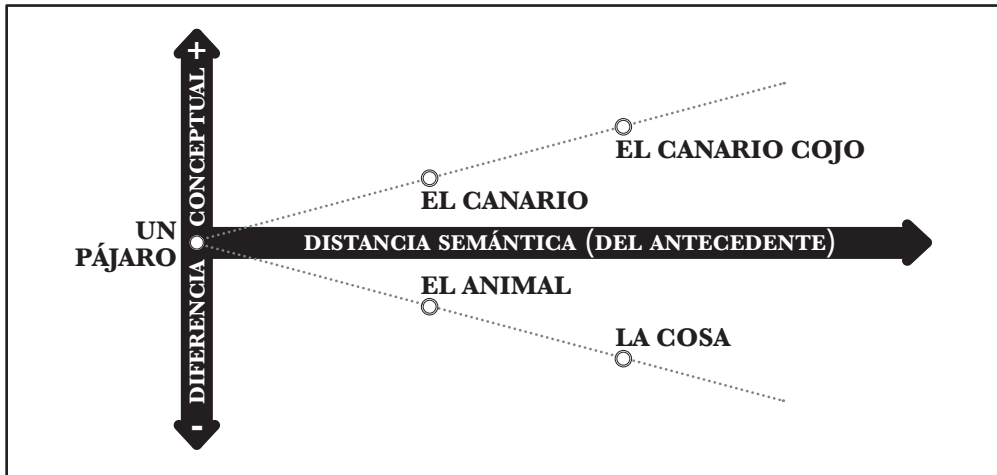 +
DIFERENCIA CONCEPTUAL
-
UN
PÁJARO
EL CANARIO COJO
EL CANARIO
DISTANCIA SEMÁNTICA (DEL ANTECEDENTE)
EL ANIMAL
LA COSA